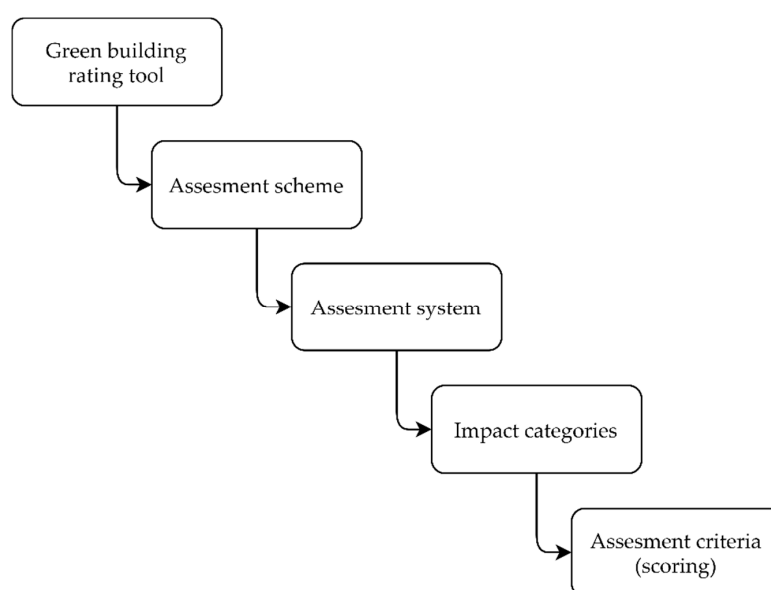 Green building
rating tool
Assesment scheme
Assesment system
Impact categories
Assesment criteria
(scoring)